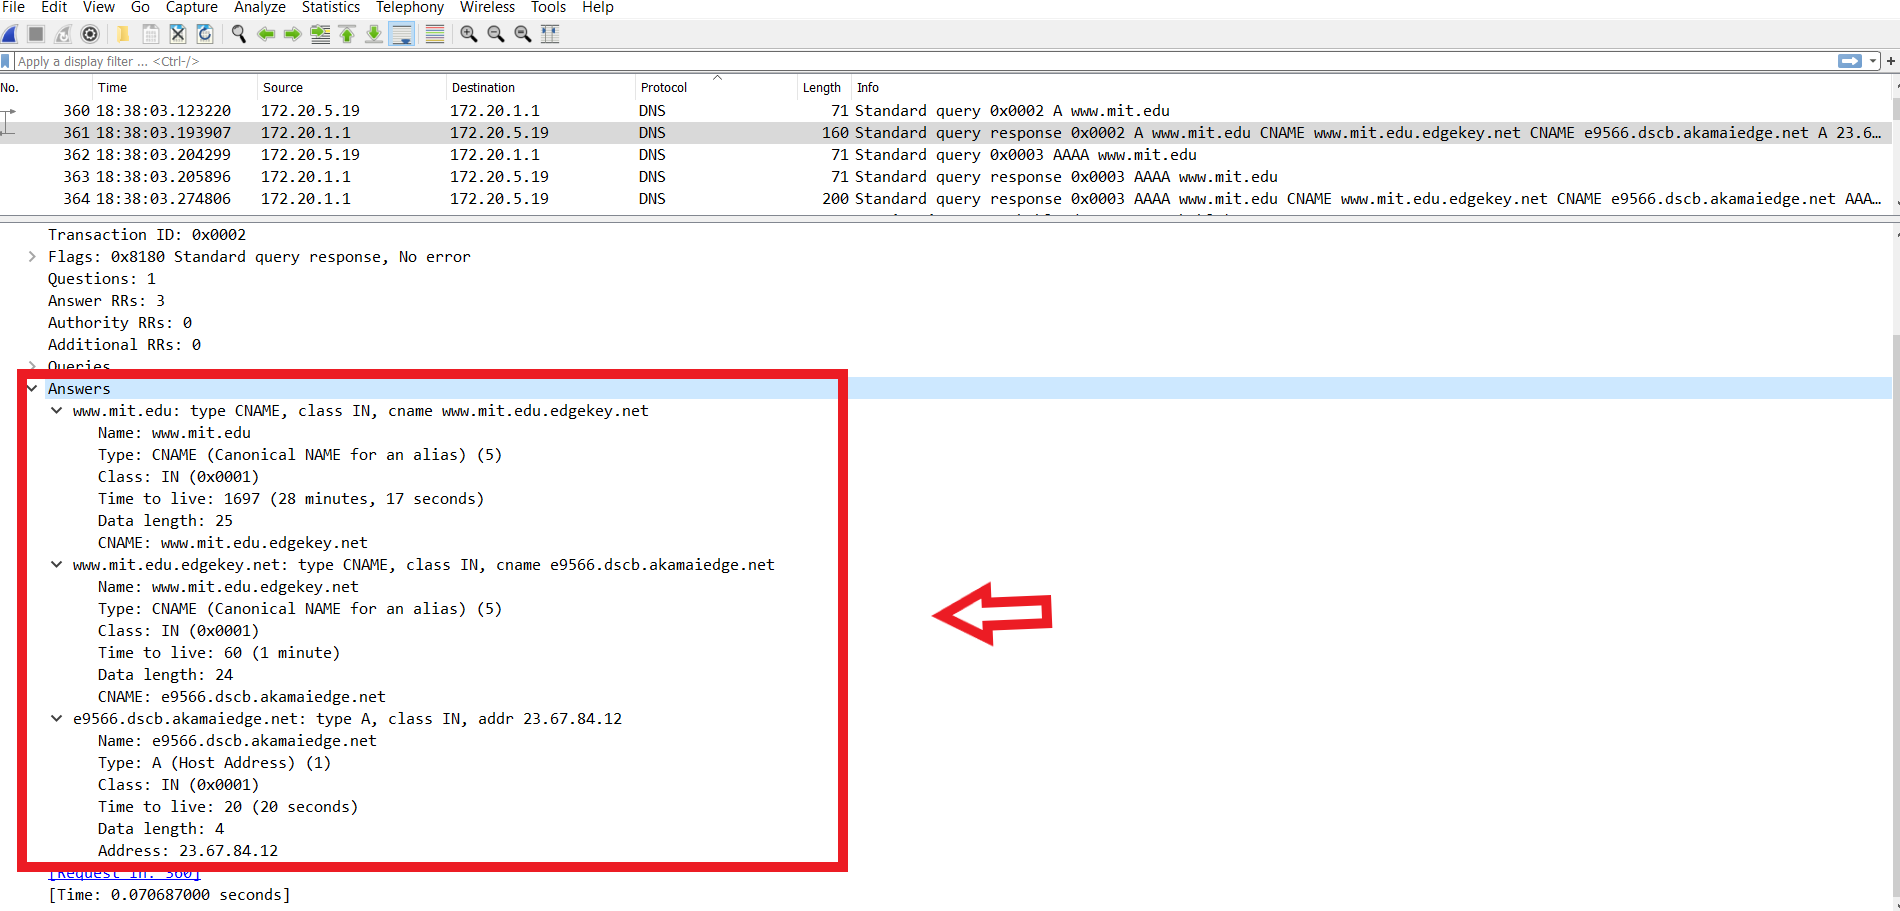 File Edit View Go Capture Analyze Statistics Telephony Wireless Tools Help
Apply a display filter ... <Ctrl-/>
No. Time Source Destination Protocol Length Info
360 18:38:03.123220 172.20.5.19 172.20.1.1 DNS 71 Standard query 0x0002 A www.mit.edu
361 18:38:03.193907 172.20.1.1 172.20.5.19 DNS 160 Standard query response 0x0002 A www.mit.edu CNAME www.mit.edu.edgekey.net CNAME e9566.dscb.akamaiedge.net A 23.6…
362 18:38:03.204299 172.20.5.19 172.20.1.1 DNS 71 Standard query 0x0003 AAAA www.mit.edu
363 18:38:03.205896 172.20.1.1 172.20.5.19 DNS 71 Standard query response 0x0003 AAAA www.mit.edu
364 18:38:03.274806 172.20.1.1 172.20.5.19 DNS 200 Standard query response 0x0003 AAAA www.mit.edu CNAME www.mit.edu.edgekey.net CNAME e9566.dscb.akamaiedge.net AAA…
Transaction ID: 0x0002
Flags: 0x8180 Standard query response, No error
Questions: 1
Answer RRs: 3
Authority RRs: 0
Additional RRs: 0
Queries
Answers
www.mit.edu: type CNAME, class IN, cname www.mit.edu.edgekey.net
Name: www.mit.edu
Type: CNAME (Canonical NAME for an alias) (5)
Class: IN (0x0001)
Time to live: 1697 (28 minutes, 17 seconds)
Data length: 25
CNAME: www.mit.edu.edgekey.net
www.mit.edu.edgekey.net: type CNAME, class IN, cname e9566.dscb.akamaiedge.net
Name: www.mit.edu.edgekey.net
Type: CNAME (Canonical NAME for an alias) (5)
Class: IN (0x0001)
Time to live: 60 (1 minute)
Data length: 24
CNAME: e9566.dscb.akamaiedge.net
e9566.dscb.akamaiedge.net: type A, class IN, addr 23.67.84.12
Name: e9566.dscb.akamaiedge.net
Type: A (Host Address) (1)
Class: IN (0x0001)
Time to live: 20 (20 seconds)
Data length: 4
Address: 23.67.84.12
[Request In: 360]
[Time: 0.070687000 seconds]